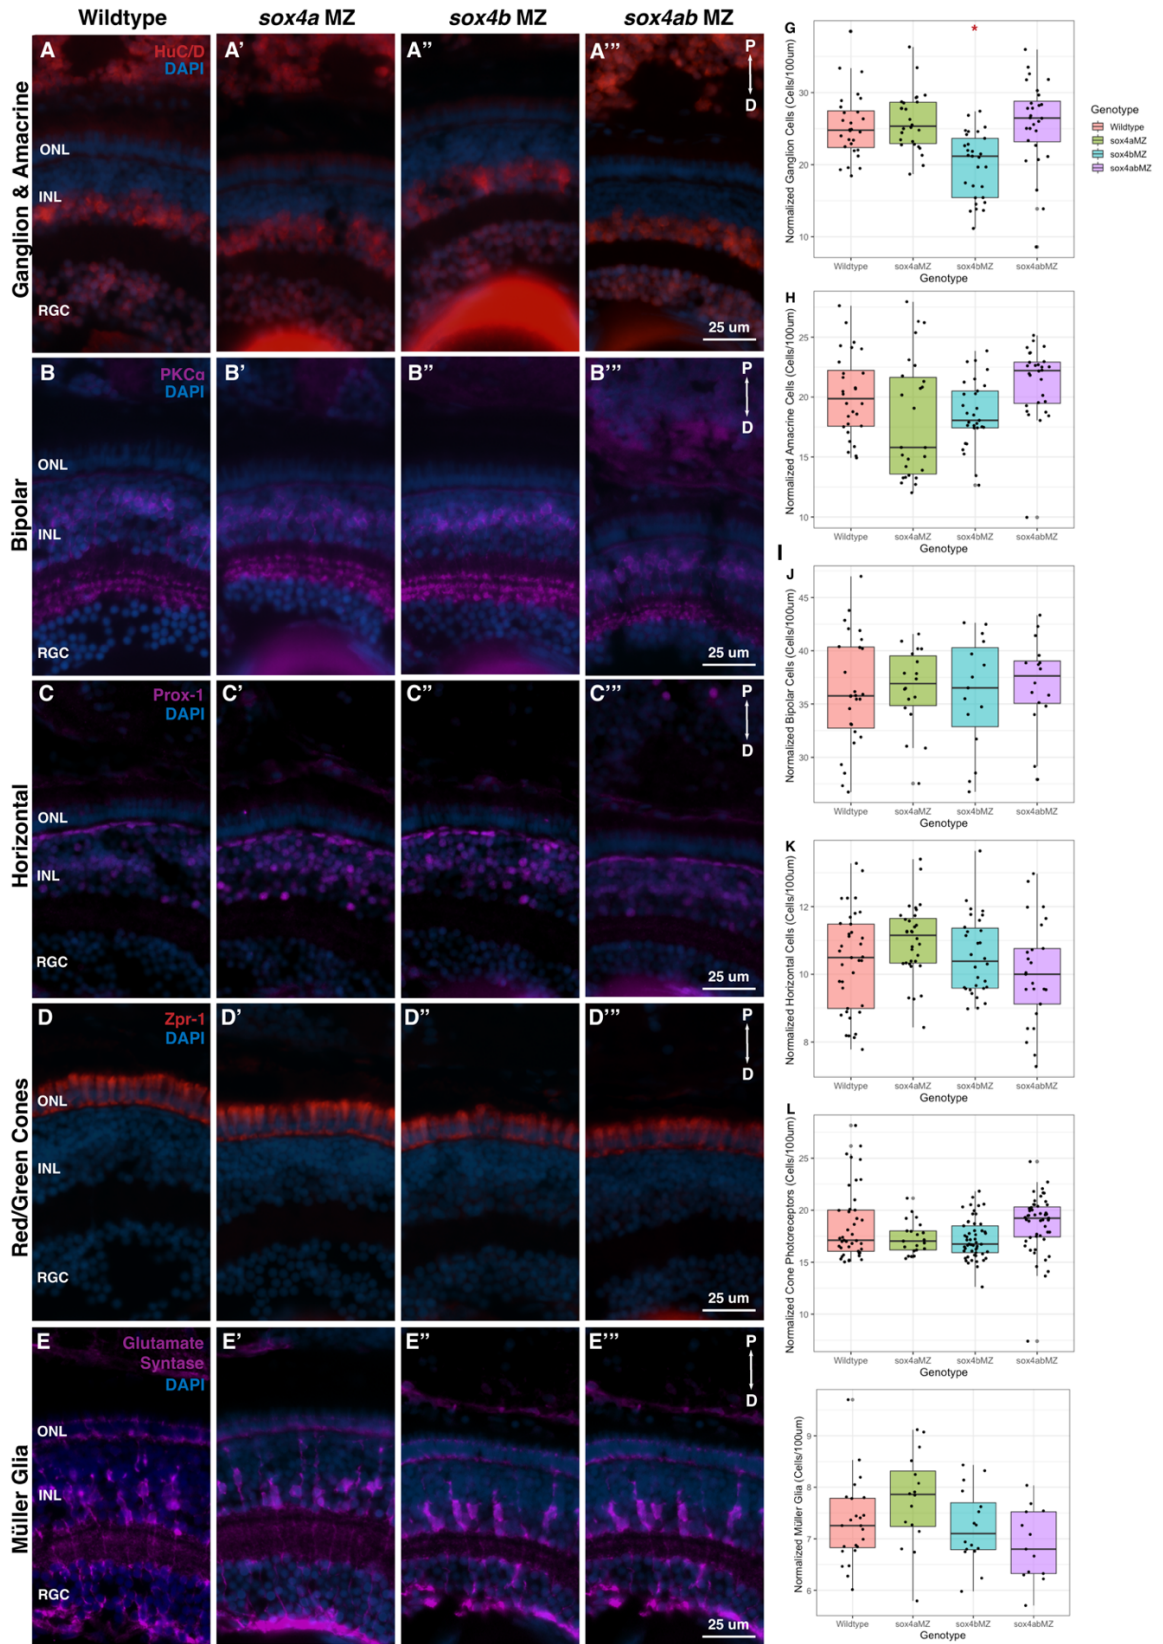 Wildtype
sox4a MZ
sox4b MZ
sox4ab MZ
Ganglion & Amacrine
A
HuC/D
DAPI
ONL
INL
RGC
A’
A’’
A’’’
P
D
25 um
Bipolar
B
PKCα
DAPI
ONL
INL
RGC
B’
B’’
B’’’
P
D
25 um
Horizontal
C
Prox-1
DAPI
ONL
INL
RGC
C’
C’’
C’’’
P
D
25 um
Red/Green Cones
D
Zpr-1
DAPI
ONL
INL
RGC
D’
D’’
D’’’
P
D
25 um
Müller Glia
E
Glutamate
Syntase
DAPI
ONL
INL
RGC
E’
E’’
E’’’
P
D
25 um
G
*
Normalized Ganglion Cells (Cells/100um)
30
20
10
Wildtype sox4aMZ sox4bMZ sox4abMZ
Genotype
Genotype
Wildtype
sox4aMZ
sox4bMZ
sox4abMZ
H
Normalized Amacrine Cells (Cells/100um)
25
20
15
10
Wildtype sox4aMZ sox4bMZ sox4abMZ
Genotype
I
J
Normalized Bipolar Cells (Cells/100um)
45
40
35
30
Wildtype sox4aMZ sox4bMZ sox4abMZ
Genotype
K
Normalized Horizontal Cells (Cells/100um)
12
10
8
Wildtype sox4aMZ sox4bMZ sox4abMZ
Genotype
L
Normalized Cone Photoreceptors (Cells/100um)
25
20
15
10
Wildtype sox4aMZ sox4bMZ sox4abMZ
Genotype
Normalized Müller Glia (Cells/100um)
9
8
7
6
Wildtype sox4aMZ sox4bMZ sox4abMZ
Genotype